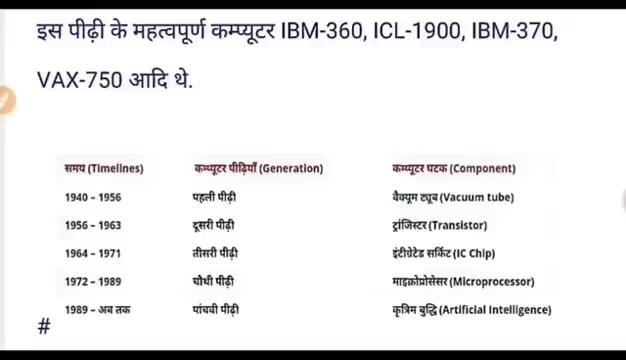 इस पीढ़ी के महत्वपूर्ण कम्प्यूटर IBM-360, ICL-1900, IBM-370,
VAX-750 आदि थे.
समय (Timelines) कम्प्यूटर पीढ़ियाँ (Generation) कम्प्यूटर घटक (Component)
1940 – 1956 पहली पीढ़ी वैक्यूम ट्यूब (Vacuum tube)
1956 – 1963 दूसरी पीढ़ी ट्रांजिस्टर (Transistor)
1964 – 1971 तीसरी पीढ़ी इंटीग्रेटेड सर्किट (IC Chip)
1972 – 1989 चौथी पीढ़ी माइक्रोप्रोसेसर (Microprocessor)
1989 – अब तक पांचवी पीढ़ी कृत्रिम बुद्धि (Artificial Intelligence)
#